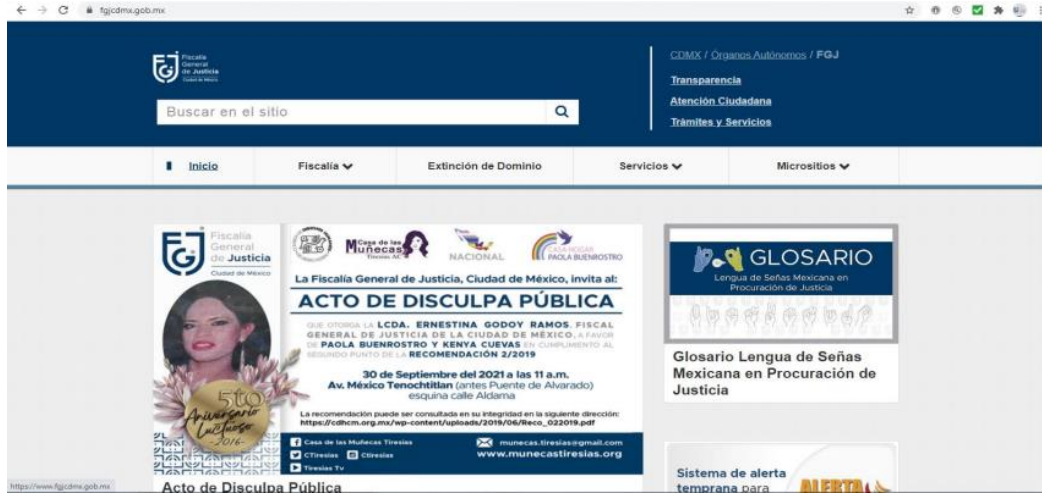 fgjcdmx.gob.mx
Fiscalía
General
de Justicia
Ciudad de México
CDMX / Órganos Autónomos / FGJ
Transparencia
Atención Ciudadana
Trámites y Servicios
Buscar en el sitio
Inicio
Fiscalía
Extinción de Dominio
Servicios
Micrositios
FGJ
Fiscalía
General
de Justicia
Ciudad de México
Casa de las
Muñecas
Tiresias AC
NACIONAL
CASA HOGAR
PAOLA BUENROSTRO
La Fiscalía General de Justicia, Ciudad de México, invita al:
ACTO DE DISCULPA PÚBLICA
QUE OTORGA LA LCDA. ERNESTINA GODOY RAMOS, FISCAL
GENERAL DE JUSTICIA DE LA CIUDAD DE MÉXICO, A FAVOR
DE PAOLA BUENROSTRO Y KENYA CUEVAS EN CUMPLIMIENTO AL
SEGUNDO PUNTO DE LA RECOMENDACIÓN 2/2019
30 de Septiembre del 2021 a las 11 a.m.
Av. México Tenochtitlan (antes Puente de Alvarado)
esquina calle Aldama
La recomendación puede ser consultada en su integridad en la siguiente dirección:
https://cdhcm.org.mx/wp-content/uploads/2019/06/Reco_022019.pdf
5to
Aniversario
Luctuoso
-2016-
Casa de las Muñecas Tiresias
munecas.tiresias@gmail.com
CTiresias
Ctiresias
www.munecastiresias.org
Tiresias Tv
Acto de Disculpa Pública
GLOSARIO
Lengua de Señas Mexicana en
Procuración de Justicia
Glosario Lengua de Señas
Mexicana en Procuración de
Justicia
Sistema de alerta
temprana para
ALERTA
https://www.fgjcdmx.gob.mx